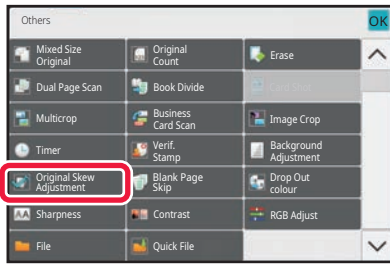 Others
OK
Mixed Size
Original
Original
Count
Erase
Dual Page Scan
Book Divide
Card Shot
Multicrop
Business
Card Scan
Image Crop
Timer
Verif.
Stamp
Background
Adjustment
Original Skew
Adjustment
Blank Page
Skip
Drop Out
colour
Sharpness
Contrast
RGB Adjust
File
Quick File